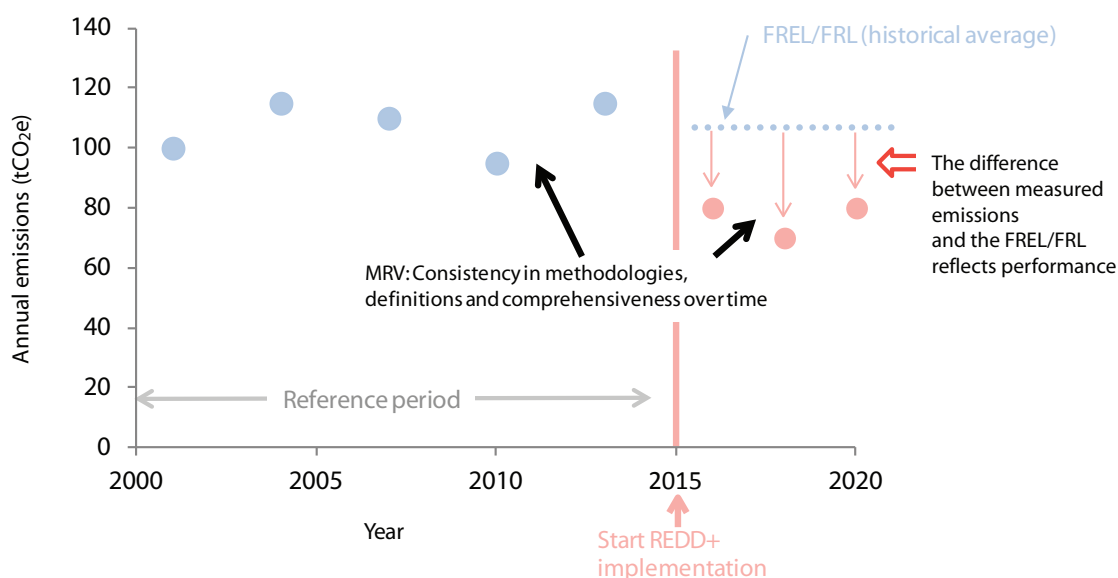 140
120
100
80
60
40
20
0
Annual emissions (tCO₂e)
2000
2005
2010
2015
2020
Year
FREL/FRL (historical average)
The difference
between measured
emissions
and the FREL/FRL
reflects performance
MRV: Consistency in methodologies,
definitions and comprehensiveness over time
Reference period
Start REDD+
implementation